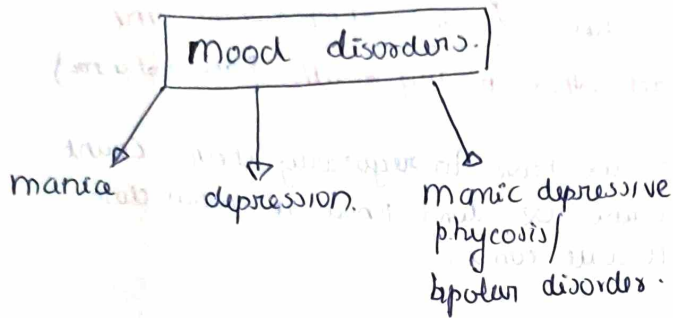 mood disorders.
mania
depression.
manic depressive
phycosis/
bipolar disorder.